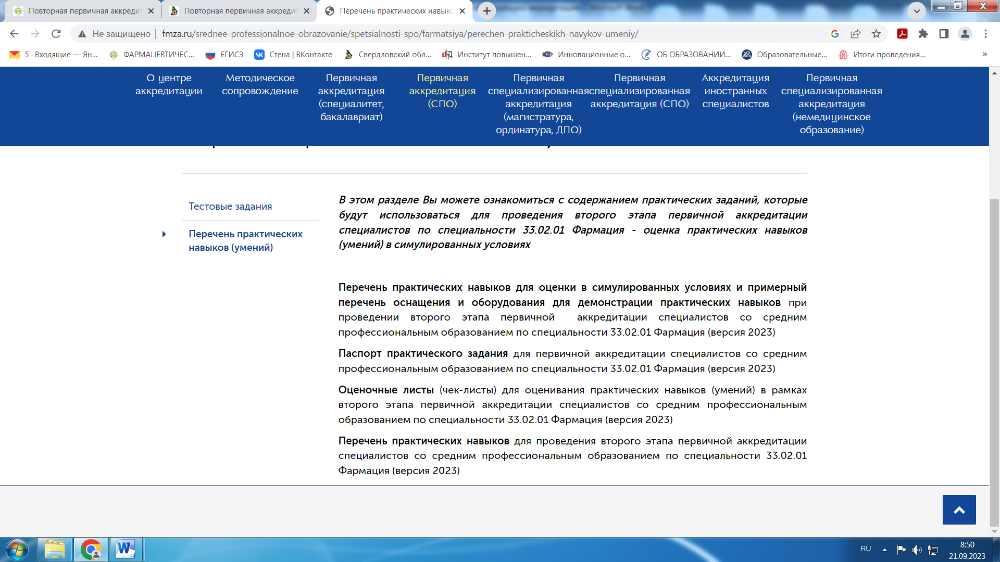 Повторная первичная аккредит
Повторная первичная аккредит
Перечень практических навыко
Не защищено
fmza.ru/srednee-professionalnoe-obrazovanie/spetsialnosti-spo/farmatsiya/perechen-prakticheskikh-navykov-umeniy/
5 · Входящие — Ян...
ФАРМАЦЕВТИЧЕС...
ЕГИСЗ
Стена | ВКонтакте
Свердловский обл...
Институт повышен...
Инновационные о...
ОБ ОБРАЗОВАНИИ...
Образовательные...
Итоги проведения...
»
О центре
аккредитации
Методическое
сопровождение
Первичная
аккредитация
(специалитет,
бакалавриат)
Первичная
аккредитация
(СПО)
Первичная
специализированная
аккредитация
(магистратура,
ординатура, ДПО)
Первичная
специализированная
аккредитация (СПО)
Аккредитация
иностранных
специалистов
Первичная
специализированная
аккредитация
(немедицинское
образование)
Тестовые задания
Перечень практических
навыков (умений)
В этом разделе Вы можете ознакомиться с содержанием практических заданий, которые
будут использоваться для проведения второго этапа первичной аккредитации
специалистов по специальности 33.02.01 Фармация - оценка практических навыков
(умений) в симулированных условиях
Перечень практических навыков для оценки в симулированных условиях и примерный
перечень оснащения и оборудования для демонстрации практических навыков при
проведении второго этапа первичной аккредитации специалистов со средним
профессиональным образованием по специальности 33.02.01 Фармация (версия 2023)
Паспорт практического задания для первичной аккредитации специалистов со средним
профессиональным образованием по специальности 33.02.01 Фармация (версия 2023)
Оценочные листы (чек-листы) для оценивания практических навыков (умений) в рамках
второго этапа первичной аккредитации специалистов со средним профессиональным
образованием по специальности 33.02.01 Фармация (версия 2023)
Перечень практических навыков для проведения второго этапа первичной аккредитации
специалистов со средним профессиональным образованием по специальности 33.02.01
Фармация (версия 2023)
RU
8:50
21.09.2023